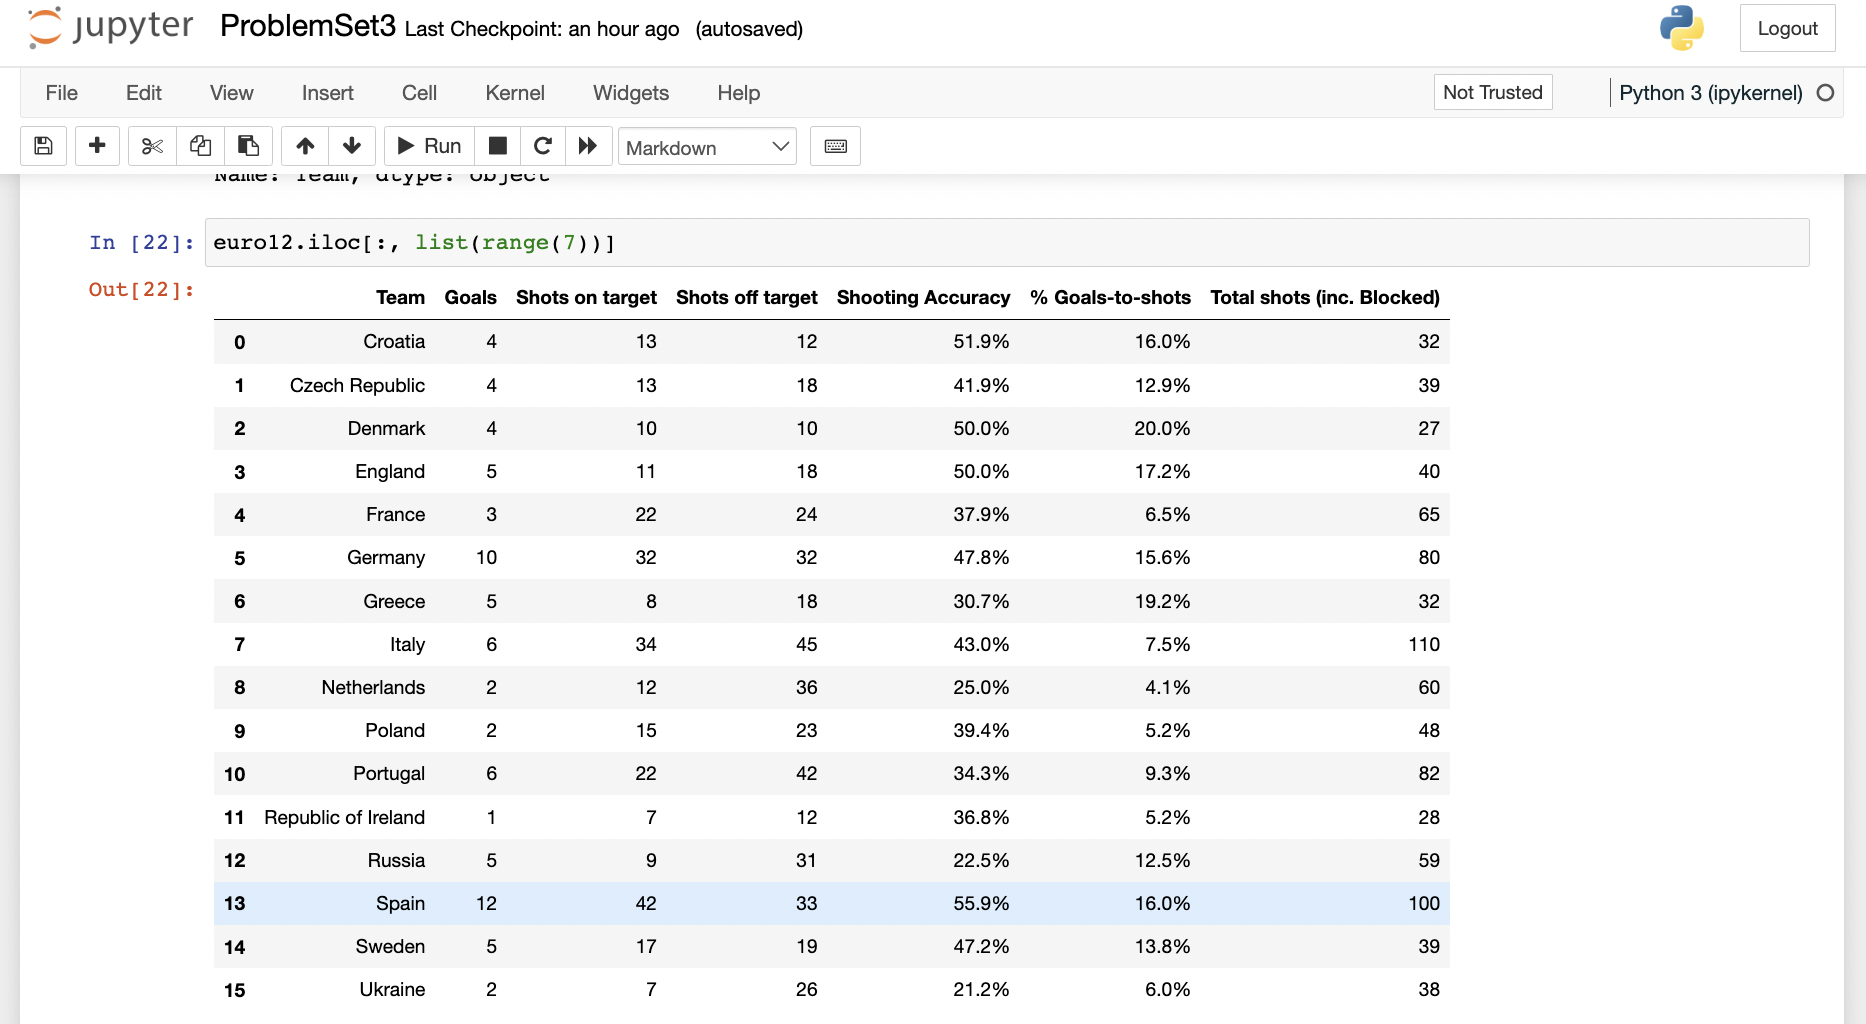 jupyter ProblemSet3 Last Checkpoint: an hour ago (autosaved) Logout
File Edit View Insert Cell Kernel Widgets Help Not Trusted Python 3 (ipykernel)
Run Markdown
Name: Team, dtype: object
In [22]: euro12.iloc[:, list(range(7))]
Out[22]:
Team Goals Shots on target Shots off target Shooting Accuracy % Goals-to-shots Total shots (inc. Blocked)
0 Croatia 4 13 12 51.9% 16.0% 32
1 Czech Republic 4 13 18 41.9% 12.9% 39
2 Denmark 4 10 10 50.0% 20.0% 27
3 England 5 11 18 50.0% 17.2% 40
4 France 3 22 24 37.9% 6.5% 65
5 Germany 10 32 32 47.8% 15.6% 80
6 Greece 5 8 18 30.7% 19.2% 32
7 Italy 6 34 45 43.0% 7.5% 110
8 Netherlands 2 12 36 25.0% 4.1% 60
9 Poland 2 15 23 39.4% 5.2% 48
10 Portugal 6 22 42 34.3% 9.3% 82
11 Republic of Ireland 1 7 12 36.8% 5.2% 28
12 Russia 5 9 31 22.5% 12.5% 59
13 Spain 12 42 33 55.9% 16.0% 100
14 Sweden 5 17 19 47.2% 13.8% 39
15 Ukraine 2 7 26 21.2% 6.0% 38